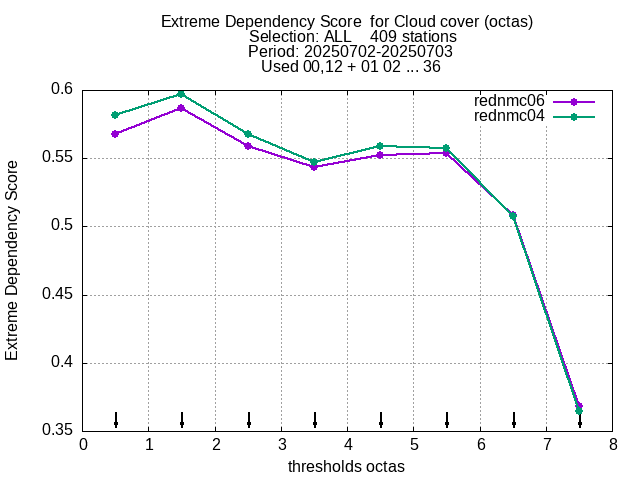 Extreme Dependency Score  for Cloud cover (octas)
Selection: ALL    409 stations
Period: 20250702-20250703
Used 00,12 + 01 02 ... 36
rednmc06
rednmc04
Extreme Dependency Score
0.6
0.55
0.5
0.45
0.4
0.35
0 1 2 3 4 5 6 7 8
thresholds octas